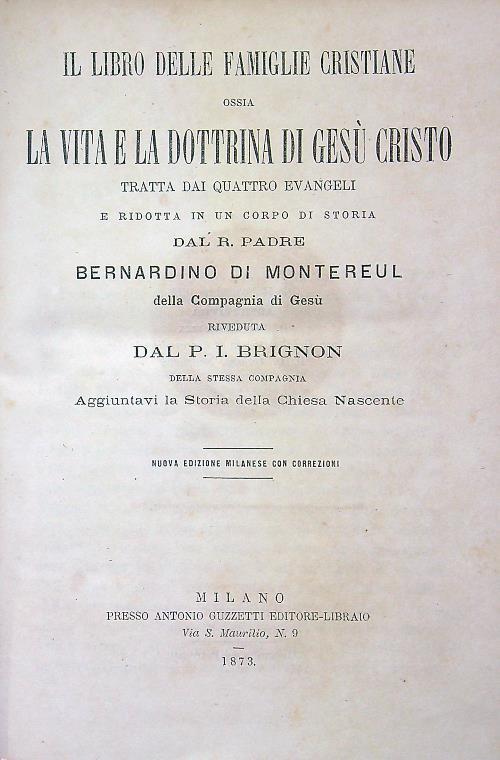 IL LIBRO DELLE FAMIGLIE CRISTIANE
OSSIA
LA VITA E LA DOTTRINA DI GESÙ CRISTO
TRATTA DAI QUATTRO EVANGELI
E RIDOTTA IN UN CORPO DI STORIA
DAL R. PADRE
BERNARDINO DI MONTEREUL
della Compagnia di Gesù
RIVEDUTA
DAL P. I. BRIGNON
DELLA STESSA COMPAGNIA
Aggiuntavi la Storia della Chiesa Nascente
NUOVA EDIZIONE MILANESE CON CORREZIONI
MILANO
PRESSO ANTONIO GUZZETTI EDITORE-LIBRAIO
Via S. Maurilio, N. 9
1873.